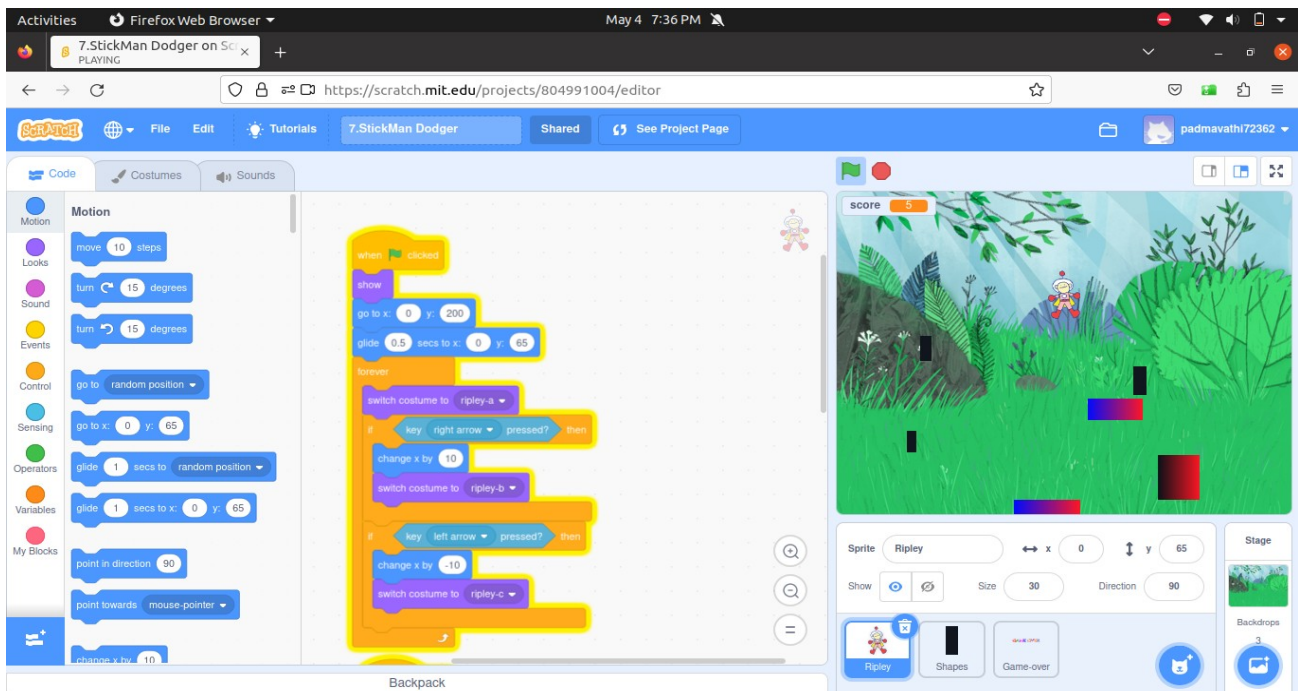 Activities Firefox Web Browser May 4 7:36 PM
7.StickMan Dodger on Scr
PLAYING
https://scratch.mit.edu/projects/804991004/editor
SCRATCH File Edit Tutorials 7.StickMan Dodger Shared See Project Page padmavathi72362
Code Costumes Sounds
Motion
Looks
Sound
Events
Control
Sensing
Operators
Variables
My Blocks
Motion
move 10 steps
turn 15 degrees
turn 15 degrees
go to random position
go to x: 0 y: 65
glide 1 secs to random position
glide 1 secs to x: 0 y: 65
point in direction 90
point towards mouse-pointer
change x by 10
when clicked
show
go to x: 0 y: 200
glide 0.5 secs to x: 0 y: 65
forever
switch costume to ripley-a
if key right arrow pressed? then
change x by 10
switch costume to ripley-b
if key left arrow pressed? then
change x by -10
switch costume to ripley-c
score 5
Sprite Ripley x 0 y 65
Show Size 30 Direction 90
Ripley Shapes Game-over
Stage
Backdrops
3
Backpack